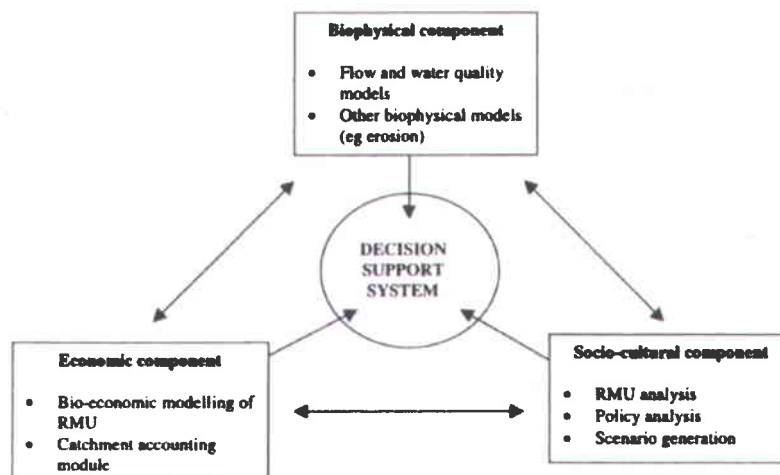 Biophysical component
• Flow and water quality
models
• Other biophysical models
(eg erosion)
DECISION
SUPPORT
SYSTEM
Economic component
• Bio-economic modelling of
RMU
• Catchment accounting
module
Socio-cultural component
• RMU analysis
• Policy analysis
• Scenario generation